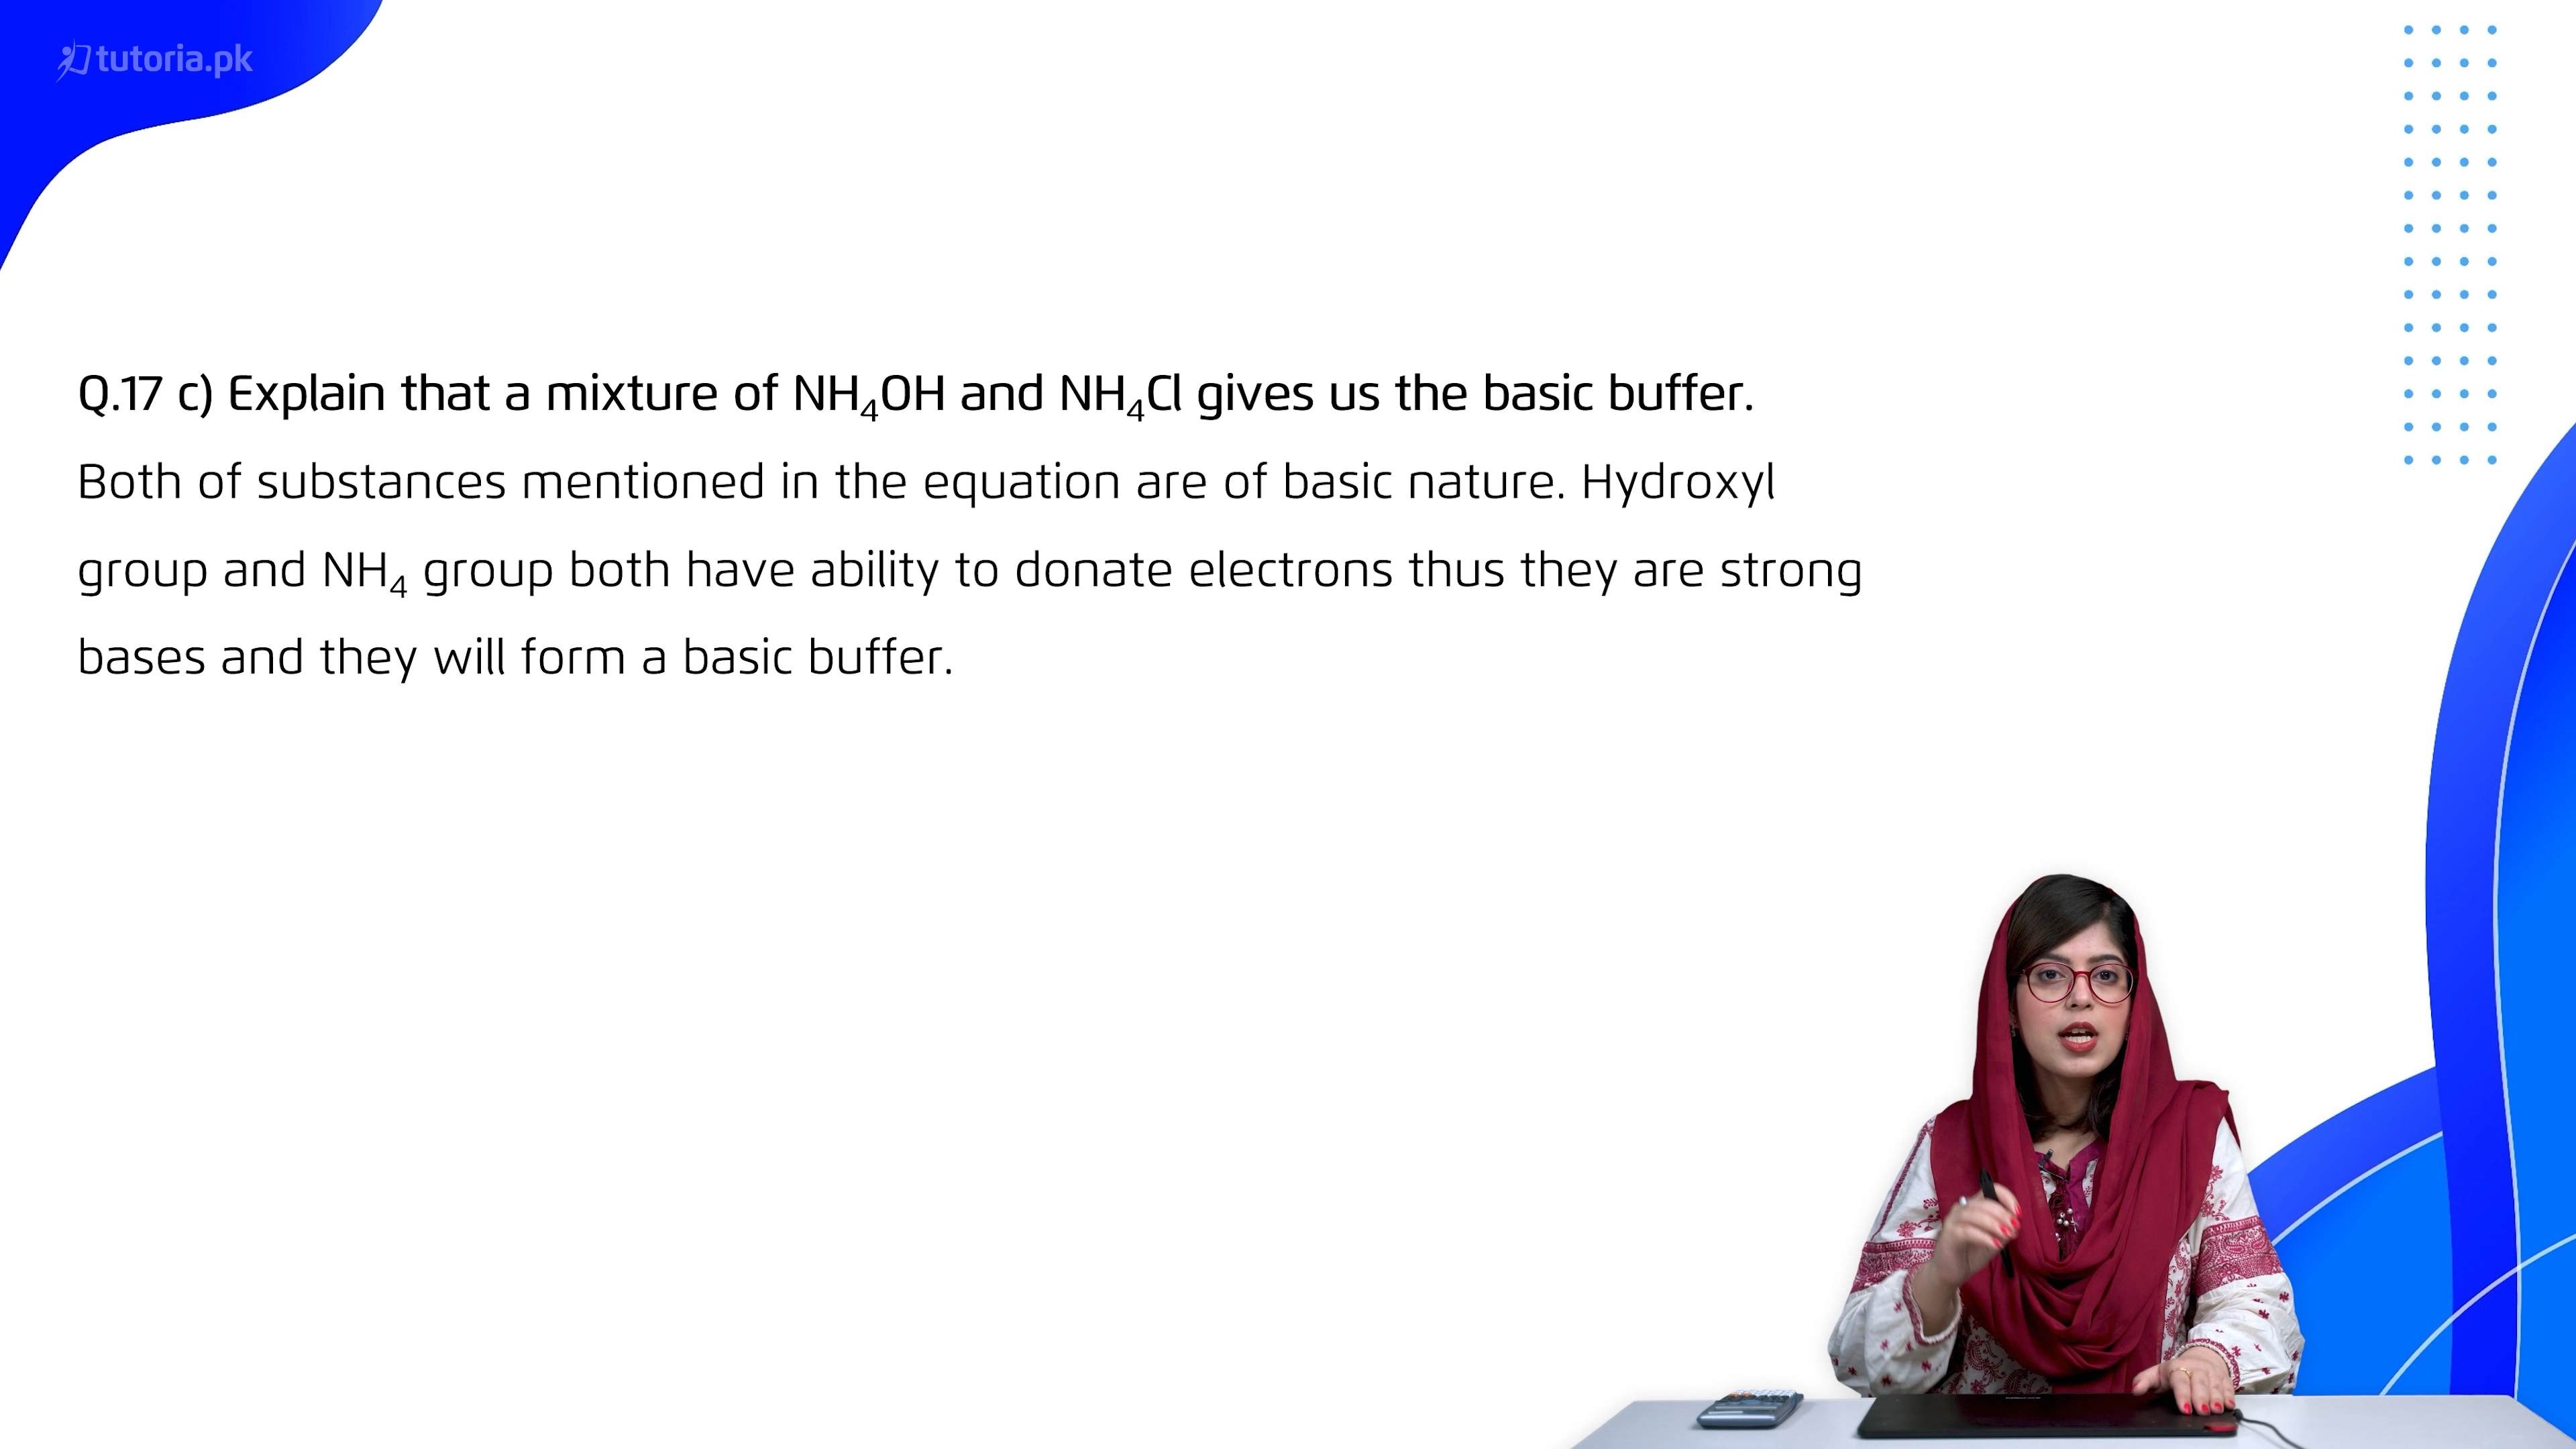 tutoria.pk
Q.17 c) Explain that a mixture of NH₄OH and NH₄Cl gives us the basic buffer.
Both of substances mentioned in the equation are of basic nature. Hydroxyl
group and NH₄ group both have ability to donate electrons thus they are strong
bases and they will form a basic buffer.